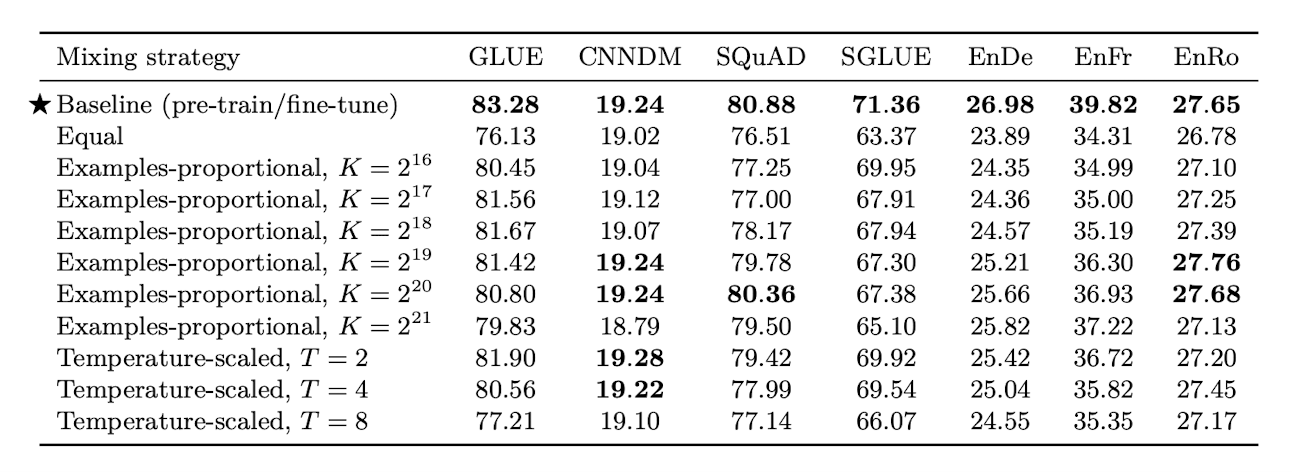 Mixing strategy GLUE CNNDM SQuAD SGLUE EnDe EnFr EnRo
★ Baseline (pre-train/fine-tune) 83.28 19.24 80.88 71.36 26.98 39.82 27.65
Equal 76.13 19.02 76.51 63.37 23.89 34.31 26.78
Examples-proportional, K = 2^16 80.45 19.04 77.25 69.95 24.35 34.99 27.10
Examples-proportional, K = 2^17 81.56 19.12 77.00 67.91 24.36 35.00 27.25
Examples-proportional, K = 2^18 81.67 19.07 78.17 67.94 24.57 35.19 27.39
Examples-proportional, K = 2^19 81.42 19.24 79.78 67.30 25.21 36.30 27.76
Examples-proportional, K = 2^20 80.80 19.24 80.36 67.38 25.66 36.93 27.68
Examples-proportional, K = 2^21 79.83 18.79 79.50 65.10 25.82 37.22 27.13
Temperature-scaled, T = 2 81.90 19.28 79.42 69.92 25.42 36.72 27.20
Temperature-scaled, T = 4 80.56 19.22 77.99 69.54 25.04 35.82 27.45
Temperature-scaled, T = 8 77.21 19.10 77.14 66.07 24.55 35.35 27.17